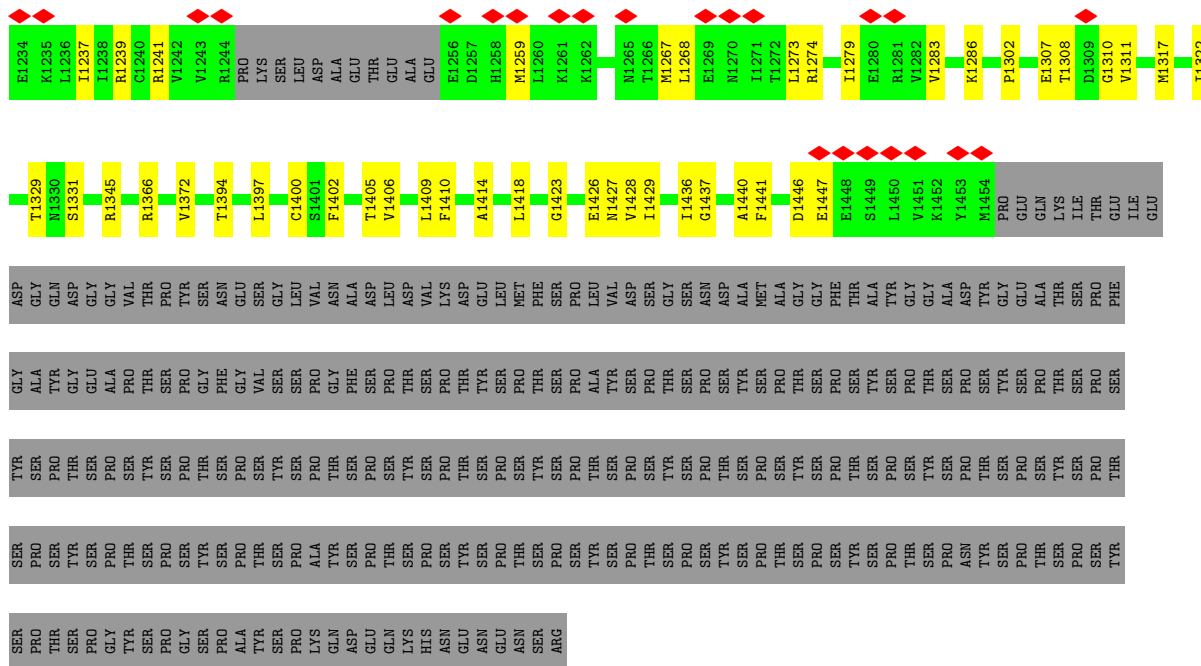 E1234 K1235 L1236 I1237 I1238 R1239 C1240 R1241 V1242 V1243 R1244 PRO LYS SER LEU ASP ALA GLU THR GLU ALA GLU E1256 D1257 H1258 M1259 L1260 K1261 K1262 N1265 T1266 M1267 L1268 E1269 N1270 I1271 T1272 L1273 R1274 I1279 E1280 R1281 V1282 V1283 K1286 P1302 E1307 T1308 D1309 G1310 V1311 M1317 I1322
T1329 N1330 S1331 R1345 R1366 V1372 T1394 L1397 C1400 S1401 F1402 T1405 V1406 L1409 F1410 A1414 L1418 G1423 E1426 N1427 V1428 I1429 I1436 G1437 A1440 F1441 D1446 E1447 E1448 S1449 L1450 V1451 K1452 Y1453 M1454 PRO GLU GLN LYS ILE THR GLU ILE GLU
ASP GLY GLN ASP GLY GLY VAL THR PRO TYR SER ASN GLU SER GLY LEU VAL ASN ALA ASP LEU ASP VAL LYS ASP GLU LEU MET PHE SER PRO LEU VAL ASP SER GLY SER ASN ASP ALA MET ALA GLY GLY PHE THR ALA TYR GLY GLY ALA ASP TYR GLY GLU ALA THR SER PRO PHE
GLY ALA TYR GLY GLU ALA PRO THR SER PRO GLY PHE GLY VAL SER SER PRO GLY PHE SER PRO THR SER PRO THR TYR SER PRO THR SER PRO ALA TYR SER PRO THR SER PRO SER TYR SER PRO THR SER PRO SER TYR SER PRO THR SER PRO SER TYR SER PRO THR SER PRO SER
TYR SER PRO THR SER PRO SER TYR SER PRO THR SER PRO SER TYR SER PRO THR SER PRO SER TYR SER PRO THR SER PRO SER TYR SER PRO THR SER PRO SER TYR SER PRO THR SER PRO SER TYR SER PRO THR SER PRO SER TYR SER PRO THR SER PRO SER TYR SER PRO THR
SER PRO SER TYR SER PRO THR SER PRO SER TYR SER PRO THR SER PRO ALA TYR SER PRO THR SER PRO SER TYR ASN PRO THR SER PRO SER TYR SER PRO THR SER PRO SER TYR SER PRO THR SER PRO SER TYR SER PRO THR SER PRO ASN TYR SER PRO THR SER PRO SER TYR
SER PRO THR SER PRO GLY TYR SER PRO GLY SER PRO ALA TYR SER PRO LYS GLN ASP GLU GLN LYS HIS ASN GLU ASN GLU ASN SER ARG